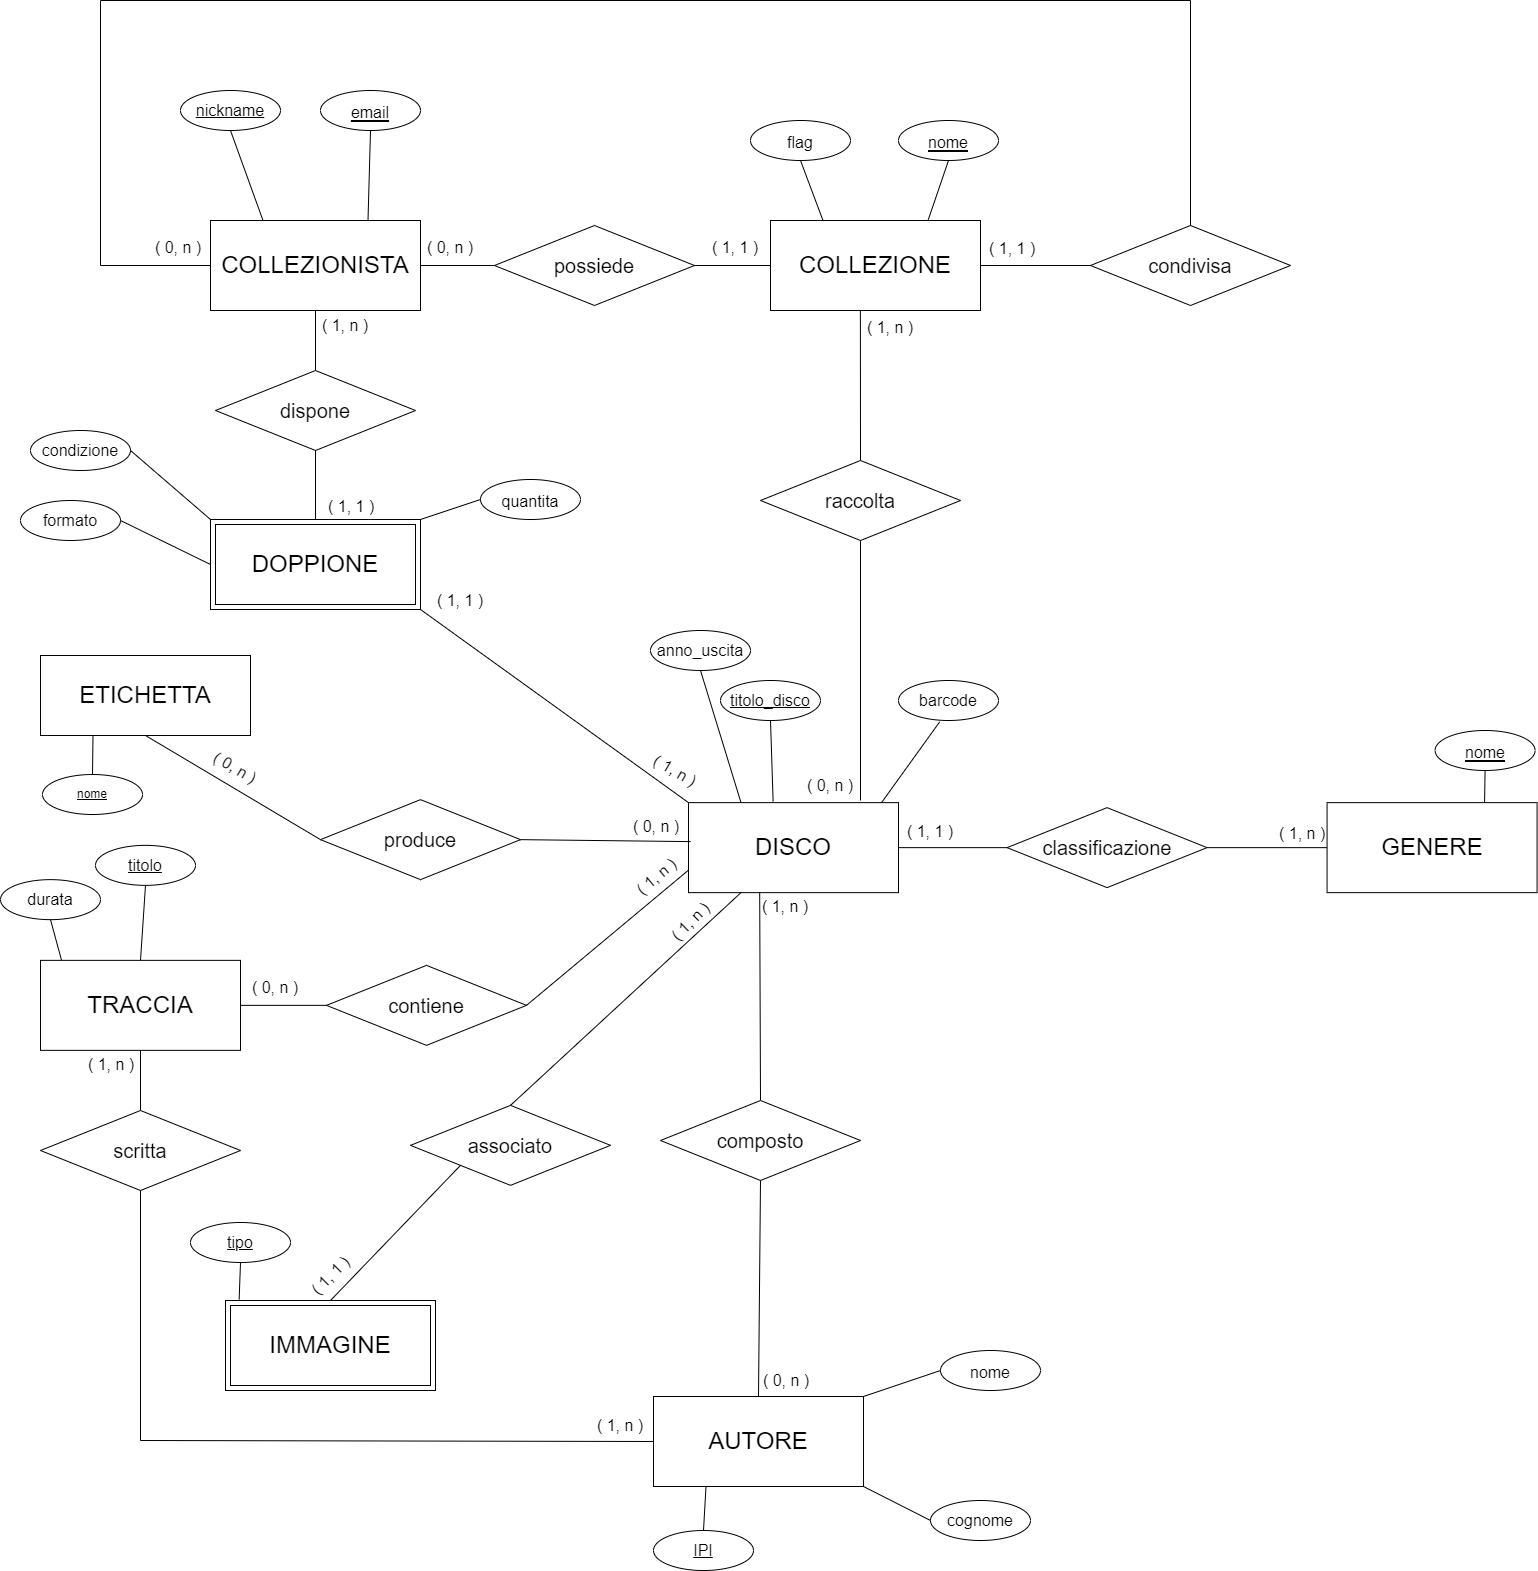 nickname
email
flag
nome
( 0, n )
COLLEZIONISTA
( 0, n )
possiede
( 1, 1 )
COLLEZIONE
( 1, 1 )
condivisa
( 1, n )
( 1, n )
dispone
condizione
formato
( 1, 1 )
quantita
raccolta
DOPPIONE
( 1, 1 )
ETICHETTA
nome
( 0, n )
anno_uscita
titolo_disco
barcode
( 1, n )
( 0, n )
nome
produce
( 0, n )
DISCO
( 1, 1 )
classificazione
( 1, n )
GENERE
titolo
durata
( 1, n )
( 1, n )
( 1, n )
TRACCIA
( 0, n )
contiene
( 1, n )
scritta
associato
composto
tipo
( 1, 1 )
IMMAGINE
( 0, n )
nome
( 1, n )
AUTORE
cognome
IPI